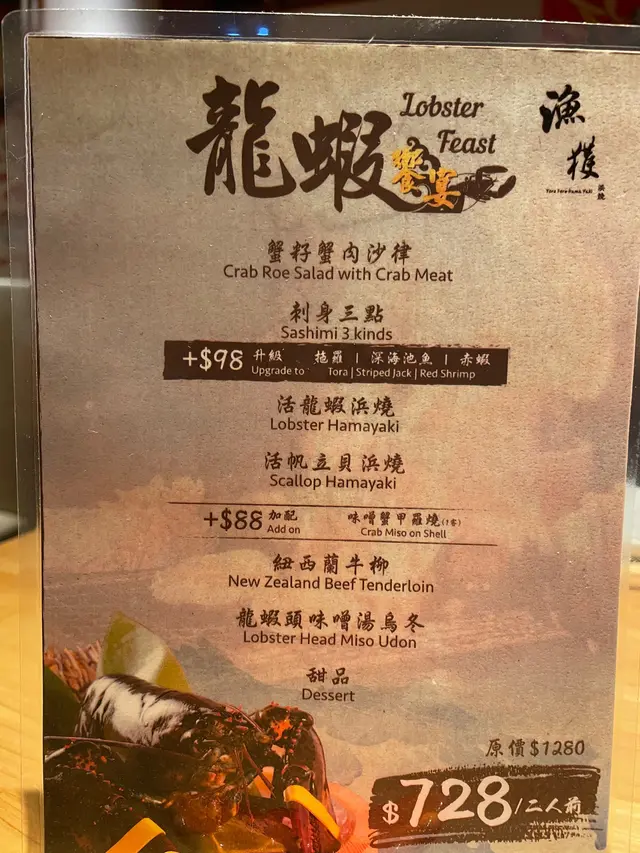 龍蝦饗宴
Lobster
Feast
漁獲
浜燒
蟹籽蟹肉沙律
Crab Roe Salad with Crab Meat
刺身三點
Sashimi 3 kinds
+$98 升級 拖羅 | 深海池魚 | 赤蝦
Upgrade to Tora | Striped Jack | Red Shrimp
活龍蝦浜燒
Lobster Hamayaki
活帆立貝浜燒
Scallop Hamayaki
+$88 加配 味噌蟹甲羅燒(1客)
Add on Crab Miso on Shell
紐西蘭牛柳
New Zealand Beef Tenderloin
龍蝦頭味噌湯烏冬
Lobster Head Miso Udon
甜品
Dessert
原價$1280
$728/二人前